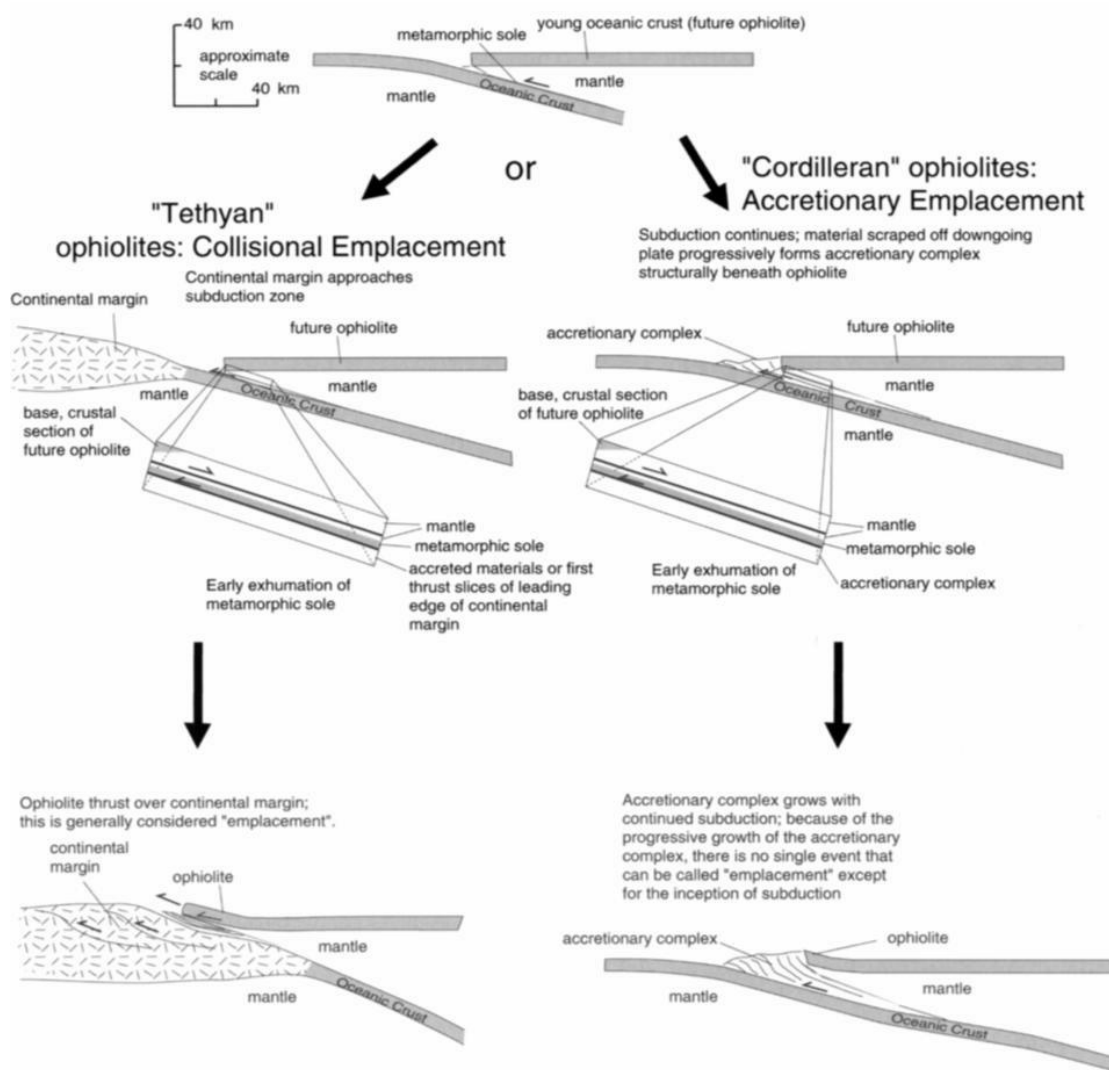 40 km
approximate
scale
40 km
metamorphic sole
young oceanic crust (future ophiolite)
mantle
mantle
Oceanic Crust
or
"Tethyan"
ophiolites: Collisional Emplacement
Continental margin approaches
subduction zone
Continental margin
future ophiolite
mantle
mantle
Oceanic Crust
base, crustal
section of
future ophiolite
mantle
metamorphic sole
accreted materials or first
thrust slices of leading
edge of continental
margin
Early exhumation of
metamorphic sole
"Cordilleran" ophiolites:
Accretionary Emplacement
Subduction continues; material scraped off downgoing
plate progressively forms accretionary complex
structurally beneath ophiolite
accretionary complex
future ophiolite
mantle
base, crustal section
of future ophiolite
Oceanic Crust
mantle
mantle
metamorphic sole
accretionary complex
Early exhumation of
metamorphic sole
Ophiolite thrust over continental margin;
this is generally considered "emplacement".
continental
margin
ophiolite
mantle
mantle
Oceanic Crust
Accretionary complex grows with
continued subduction; because of the
progressive growth of the accretionary
complex, there is no single event that
can be called "emplacement" except
for the inception of subduction
accretionary complex
ophiolite
mantle
mantle
Oceanic Crust